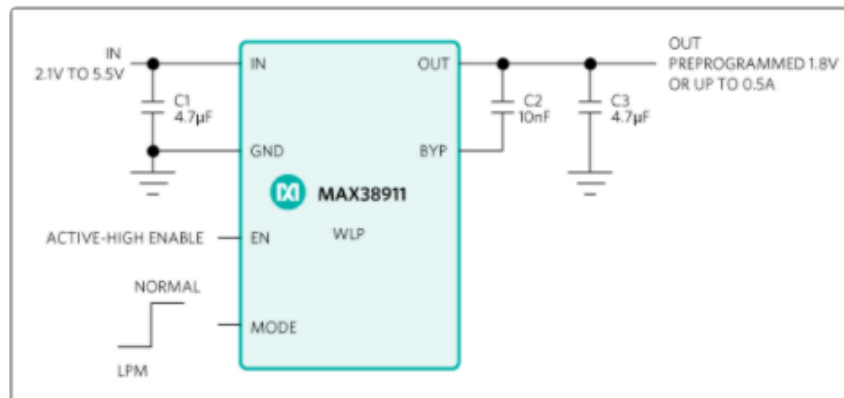 IN
2.1V TO 5.5V
C1
4.7µF
IN
GND
EN
MODE
OUT
BYP
MAX38911
WLP
ACTIVE-HIGH ENABLE
NORMAL
LPM
C2
10nF
C3
4.7µF
OUT
PREPROGRAMMED 1.8V
OR UP TO 0.5A